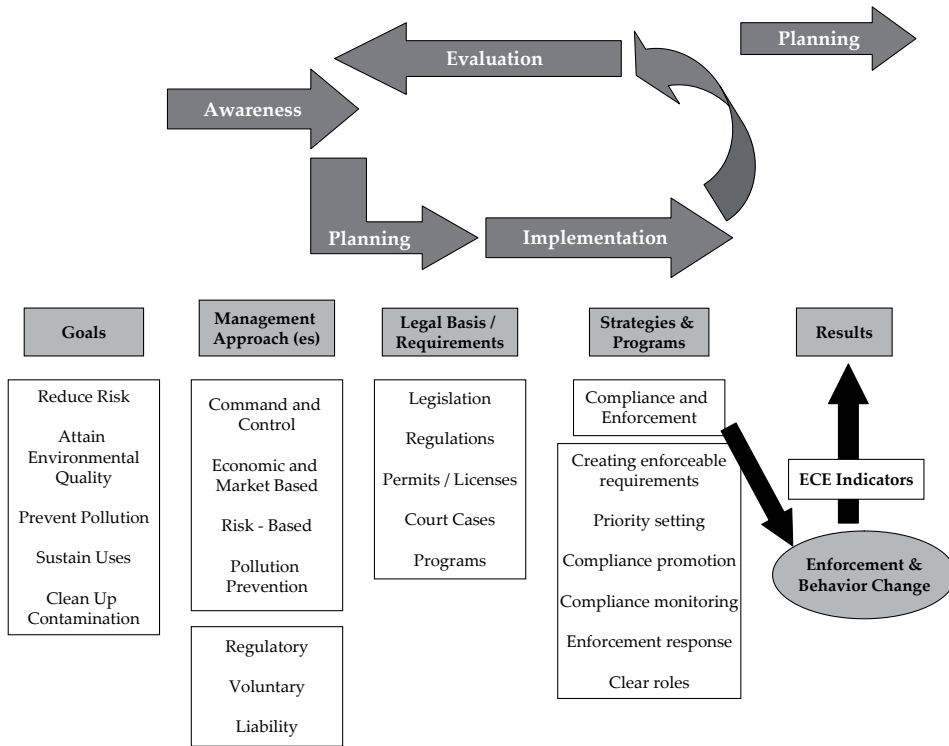 Planning
Evaluation
Awareness
Planning
Implementation
Goals
Reduce Risk
Attain
Environmental
Quality
Prevent Pollution
Sustain Uses
Clean Up
Contamination
Management
Approach (es)
Command and
Control
Economic and
Market Based
Risk - Based
Pollution
Prevention
Regulatory
Voluntary
Liability
Legal Basis /
Requirements
Legislation
Regulations
Permits / Licenses
Court Cases
Programs
Strategies &
Programs
Compliance and
Enforcement
Creating enforceable
requirements
Priority setting
Compliance promotion
Compliance monitoring
Enforcement response
Clear roles
Results
ECE Indicators
Enforcement &
Behavior Change